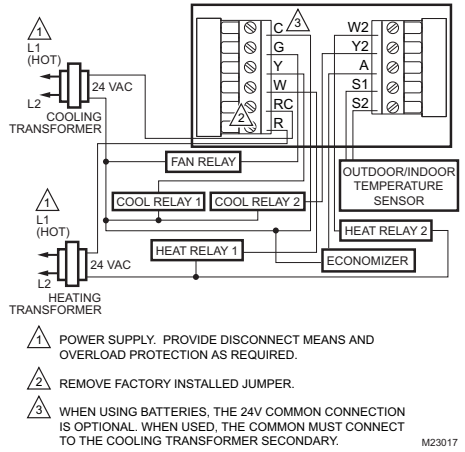 1
L1
(HOT)
L2
24 VAC
COOLING
TRANSFORMER
3
C
G
Y
W
RC
R
2
W2
Y2
A
S1
S2
FAN RELAY
OUTDOOR/INDOOR
TEMPERATURE
SENSOR
COOL RELAY 1
COOL RELAY 2
1
L1
(HOT)
L2
24 VAC
HEATING
TRANSFORMER
HEAT RELAY 1
HEAT RELAY 2
ECONOMIZER
1 POWER SUPPLY. PROVIDE DISCONNECT MEANS AND
OVERLOAD PROTECTION AS REQUIRED.
2 REMOVE FACTORY INSTALLED JUMPER.
3 WHEN USING BATTERIES, THE 24V COMMON CONNECTION
IS OPTIONAL. WHEN USED, THE COMMON MUST CONNECT
TO THE COOLING TRANSFORMER SECONDARY.
M23017